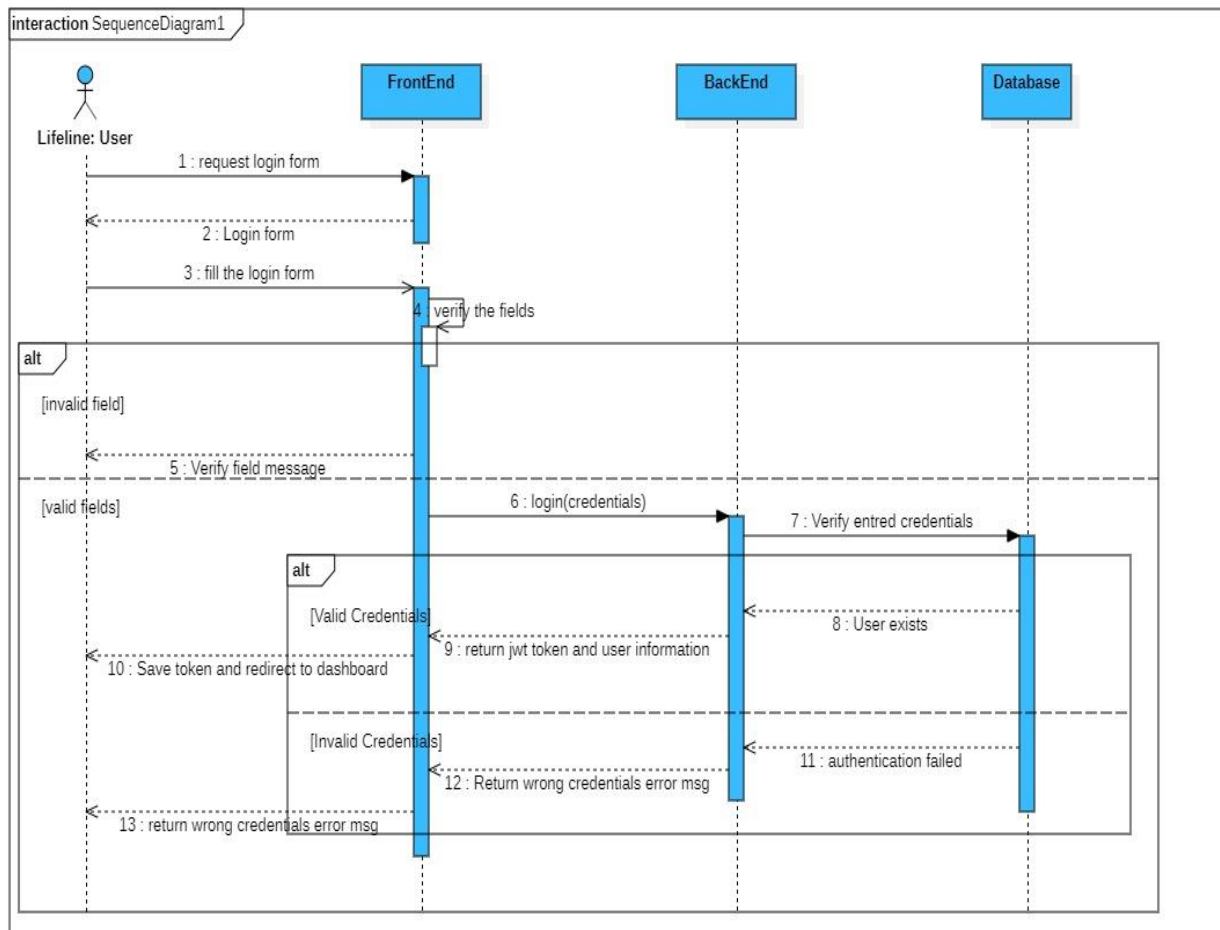 interaction SequenceDiagram1
FrontEnd
BackEnd
Database
Lifeline: User
1 : request login form
2 : Login form
3 : fill the login form
4 : verify the fields
alt
[invalid field]
5 : Verify field message
[valid fields]
6 : login(credentials)
7 : Verify entred credentials
alt
[Valid Credentials]
8 : User exists
9 : return jwt token and user information
10 : Save token and redirect to dashboard
[Invalid Credentials]
11 : authentication failed
12 : Return wrong credentials error msg
13 : return wrong credentials error msg